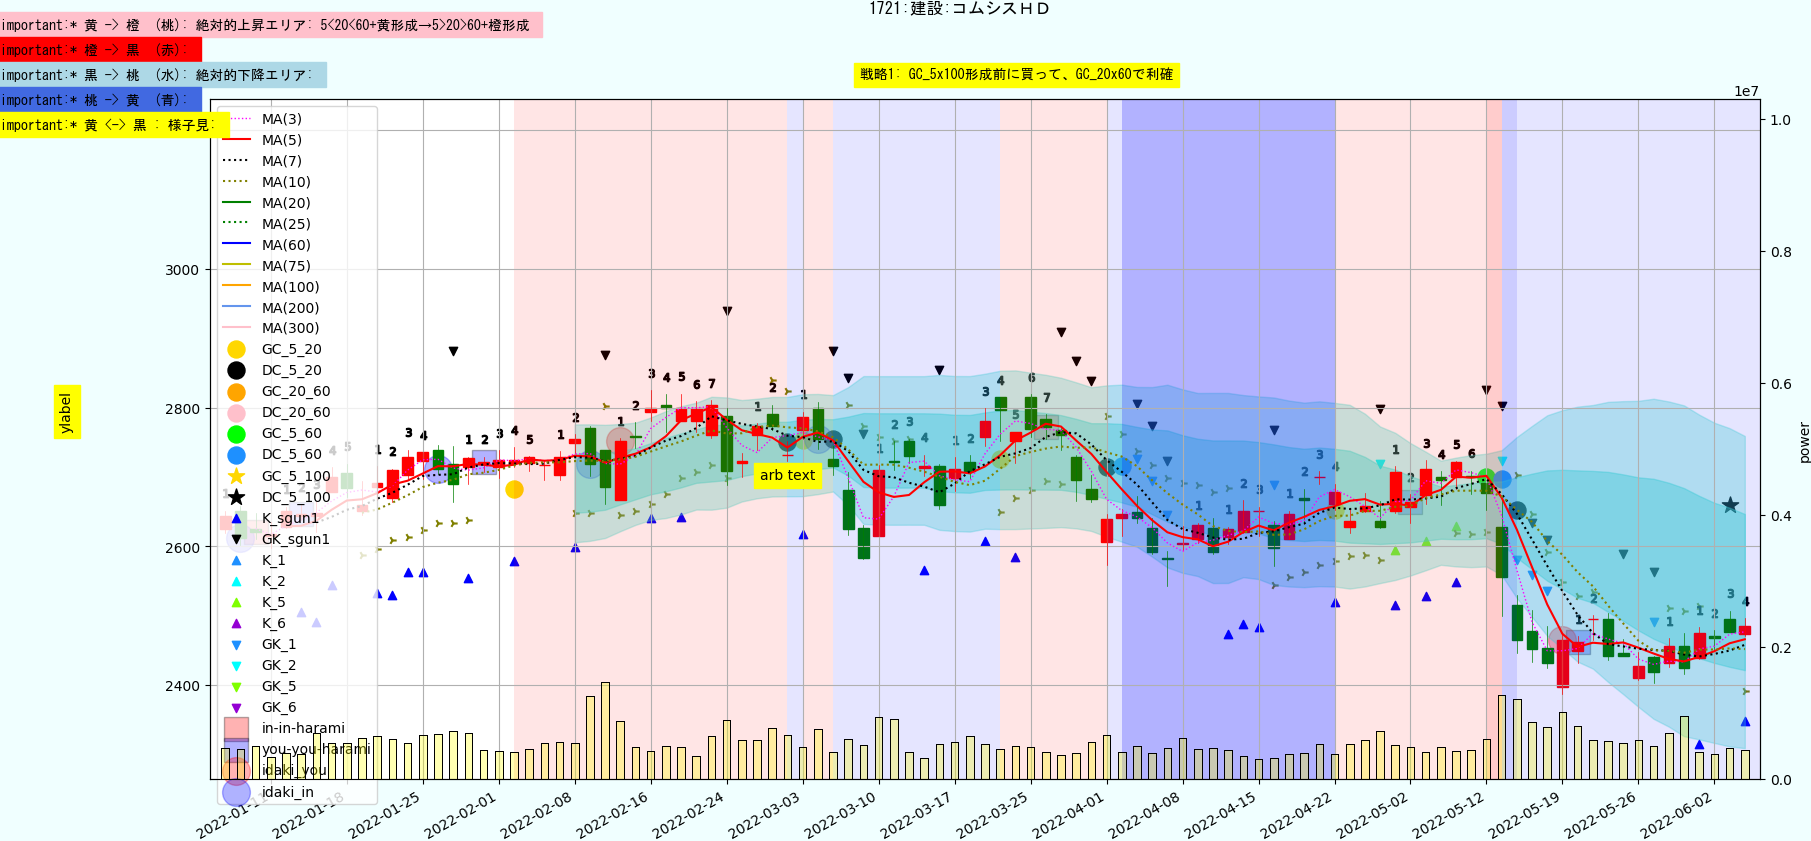 1721:建設:コムシスＨＤ
important:* 黄 -> 橙 （桃）: 絶対的上昇エリア: 5<20<60+黄形成→5>20>60+橙形成
important:* 橙 -> 黒 （赤）:
important:* 黒 -> 桃 （水）: 絶対的下降エリア:
important:* 桃 -> 黄 （青）:
important:* 黄 <-> 黒 : 様子見:
戦略1: GC_5x100形成前に買って、GC_20x60で利確
1e7
MA(3)
MA(5)
MA(7)
MA(10)
MA(20)
MA(25)
MA(60)
MA(75)
MA(100)
MA(200)
MA(300)
GC_5_20
DC_5_20
GC_20_60
DC_20_60
GC_5_60
DC_5_60
GC_5_100
DC_5_100
K_sgun1
GK_sgun1
K_1
K_2
K_5
K_6
GK_1
GK_2
GK_5
GK_6
in-in-harami
you-you-harami
idaki_you
idaki_in
arb text
ylabel
3000
2800
2600
2400
power
1.0
0.8
0.6
0.4
0.2
0.0
2022-01-11
2022-01-18
2022-01-25
2022-02-01
2022-02-08
2022-02-16
2022-02-24
2022-03-03
2022-03-10
2022-03-17
2022-03-25
2022-04-01
2022-04-08
2022-04-15
2022-04-22
2022-05-02
2022-05-12
2022-05-19
2022-05-26
2022-06-02